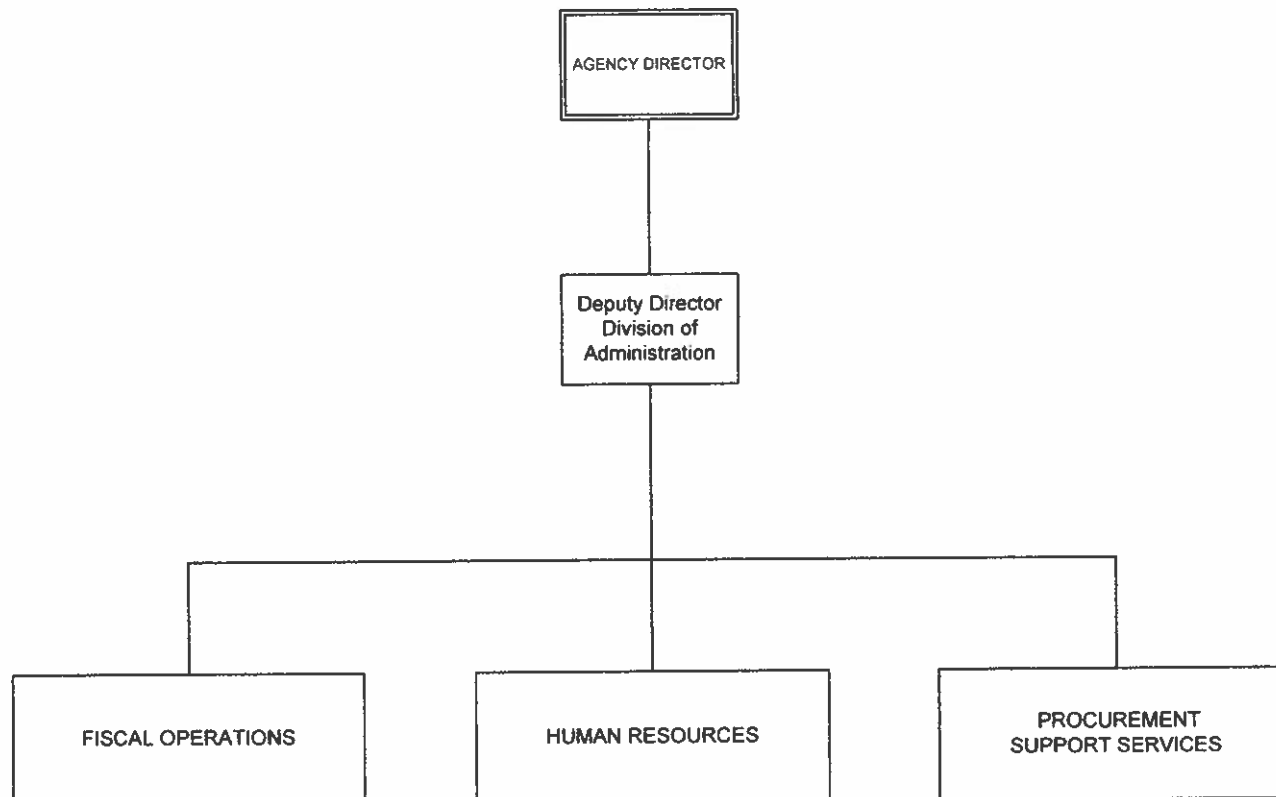 AGENCY DIRECTOR
Deputy Director
Division of
Administration
FISCAL OPERATIONS
HUMAN RESOURCES
PROCUREMENT
SUPPORT SERVICES